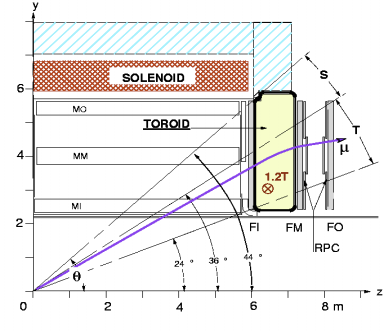 y
SOLENOID
S
6
MO
TOROID
T
μ
MM
4
1.2T
MI
2
FI FM FO
RPC
24 ° 36 ° 44 °
θ
z
0 2 4 6 8 m